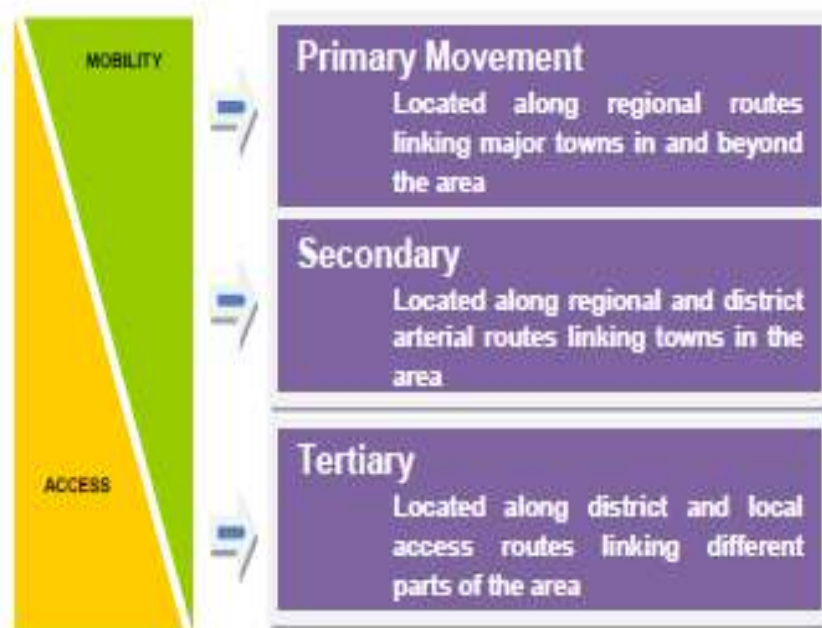 MOBILITY
Primary Movement
Located along regional routes
linking major towns in and beyond
the area
Secondary
Located along regional and district
arterial routes linking towns in the
area
ACCESS
Tertiary
Located along district and local
access routes linking different
parts of the area